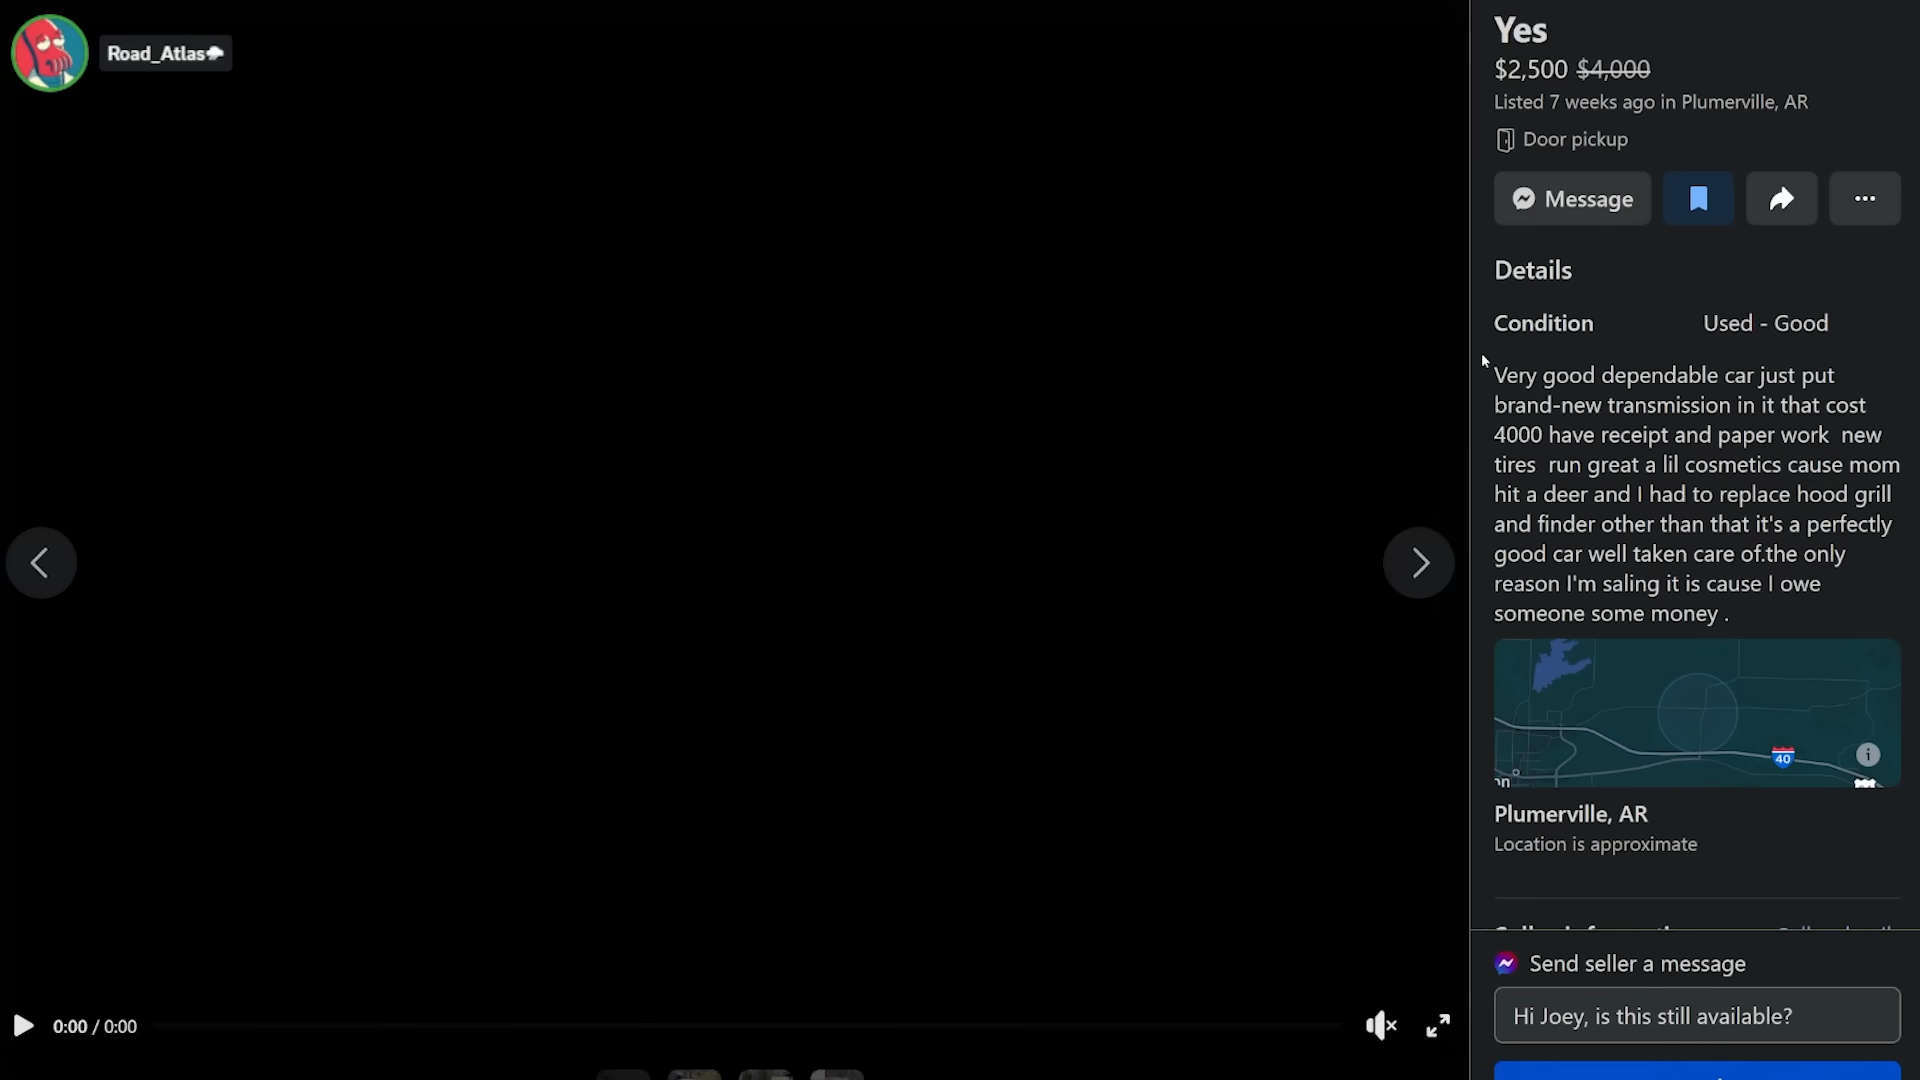 Road_Atlas
Yes
$2,500 $4,000
Listed 7 weeks ago in Plumerville, AR
Door pickup
Message
Details
Condition Used - Good
Very good dependable car just put
brand-new transmission in it that cost
4000 have receipt and paper work  new
tires  run great a lil cosmetics cause mom
hit a deer and I had to replace hood grill
and finder other than that it's a perfectly
good car well taken care of.the only
reason I'm saling it is cause I owe
someone some money .
40
i
on
Plumerville, AR
Location is approximate
Send seller a message
Hi Joey, is this still available?
0:00 / 0:00